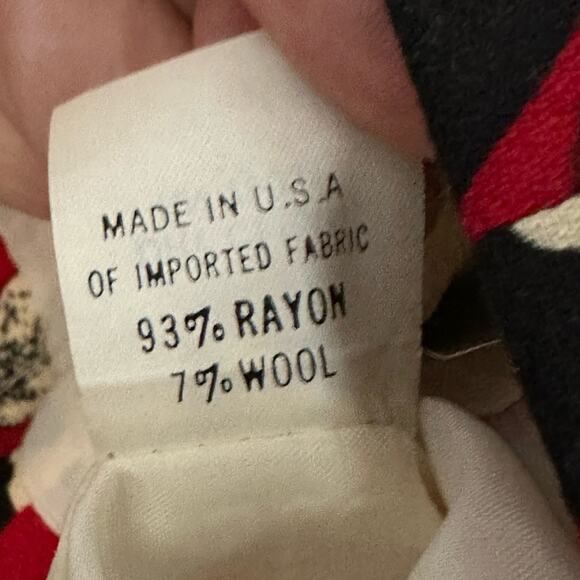 MADE IN U.S.A
OF IMPORTED FABRIC
93% RAYON
7% WOOL